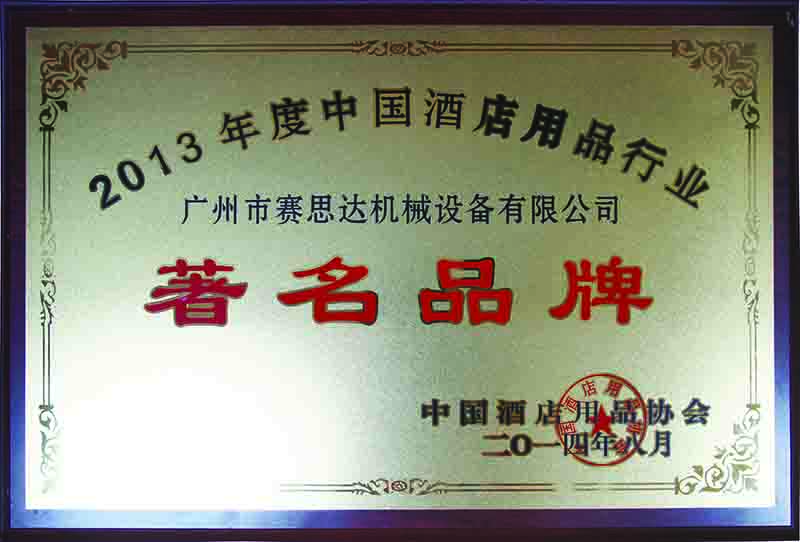 2013年度中国酒店用品行业
广州市赛思达机械设备有限公司
著名品牌
中国酒店用品协会
二〇一四年八月